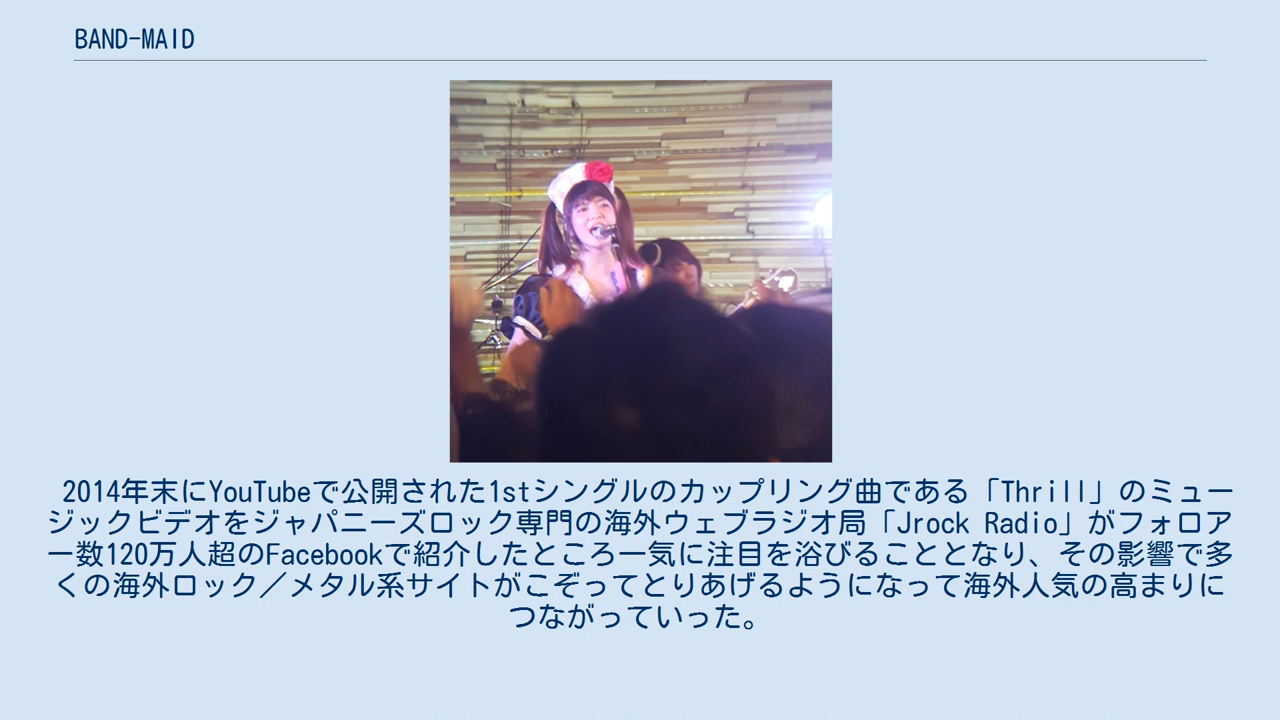 BAND-MAID
2014年末にYouTubeで公開された1stシングルのカップリング曲である「Thrill」のミュー
ジックビデオをジャパニーズロック専門の海外ウェブラジオ局「Jrock Radio」がフォロア
ー数120万人超のFacebookで紹介したところ一気に注目を浴びることとなり、その影響で多
くの海外ロック／メタル系サイトがこぞってとりあげるようになって海外人気の高まりに
つながっていった。